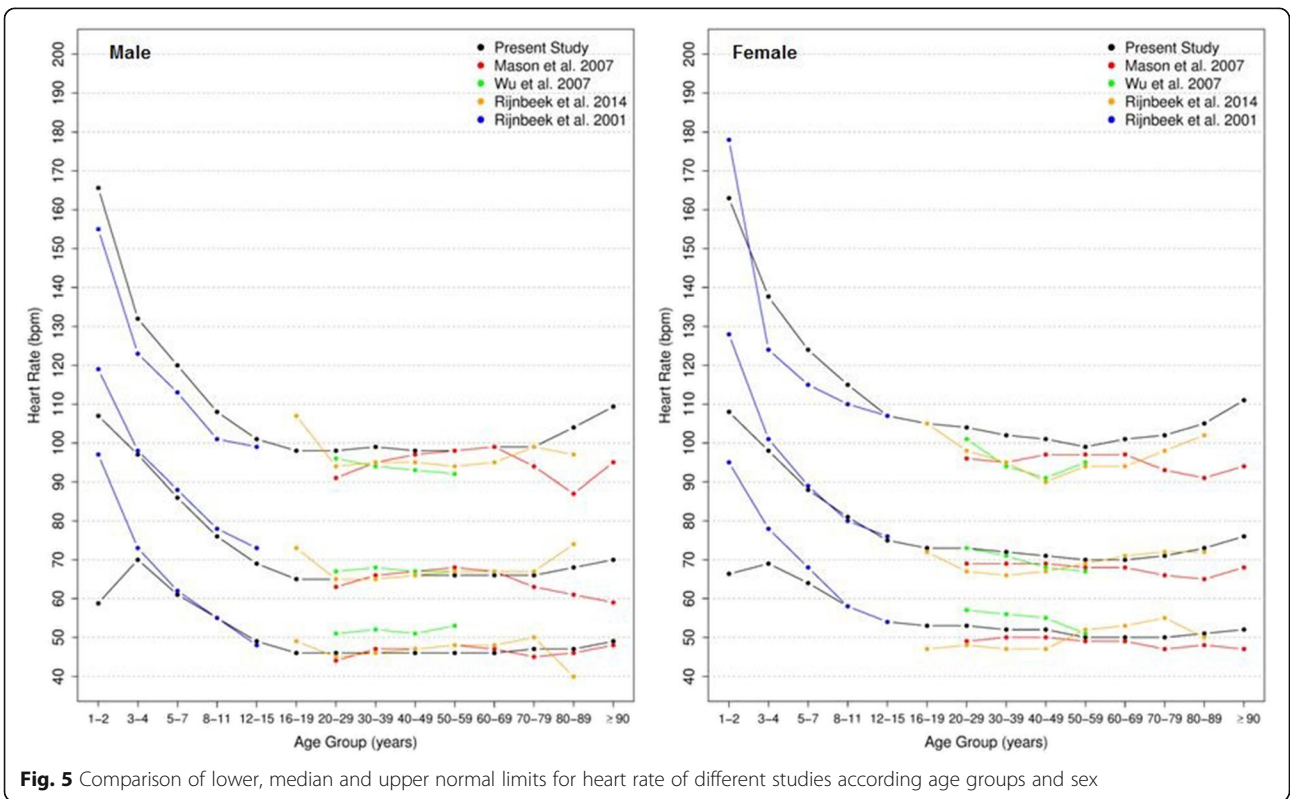 Male
Present Study
Mason et al. 2007
Wu et al. 2007
Rijnbeek et al. 2014
Rijnbeek et al. 2001
Heart Rate (bpm)
200
190
180
170
160
150
140
130
120
110
100
90
80
70
60
50
40
1–2 3–4 5–7 8–11 12–15 16–19 20–29 30–39 40–49 50–59 60–69 70–79 80–89 ≥ 90
Age Group (years)
Female
Present Study
Mason et al. 2007
Wu et al. 2007
Rijnbeek et al. 2014
Rijnbeek et al. 2001
Heart Rate (bpm)
200
190
180
170
160
150
140
130
120
110
100
90
80
70
60
50
40
1–2 3–4 5–7 8–11 12–15 16–19 20–29 30–39 40–49 50–59 60–69 70–79 80–89 ≥ 90
Age Group (years)
Fig. 5 Comparison of lower, median and upper normal limits for heart rate of different studies according age groups and sex